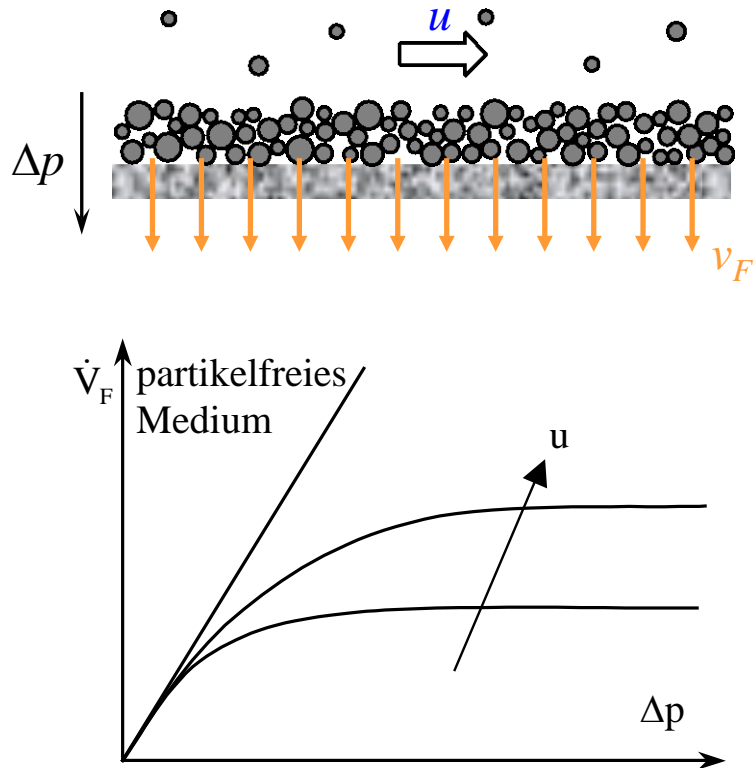 u
Δp
v_F
V̇_F
partikelfreies
Medium
u
Δp